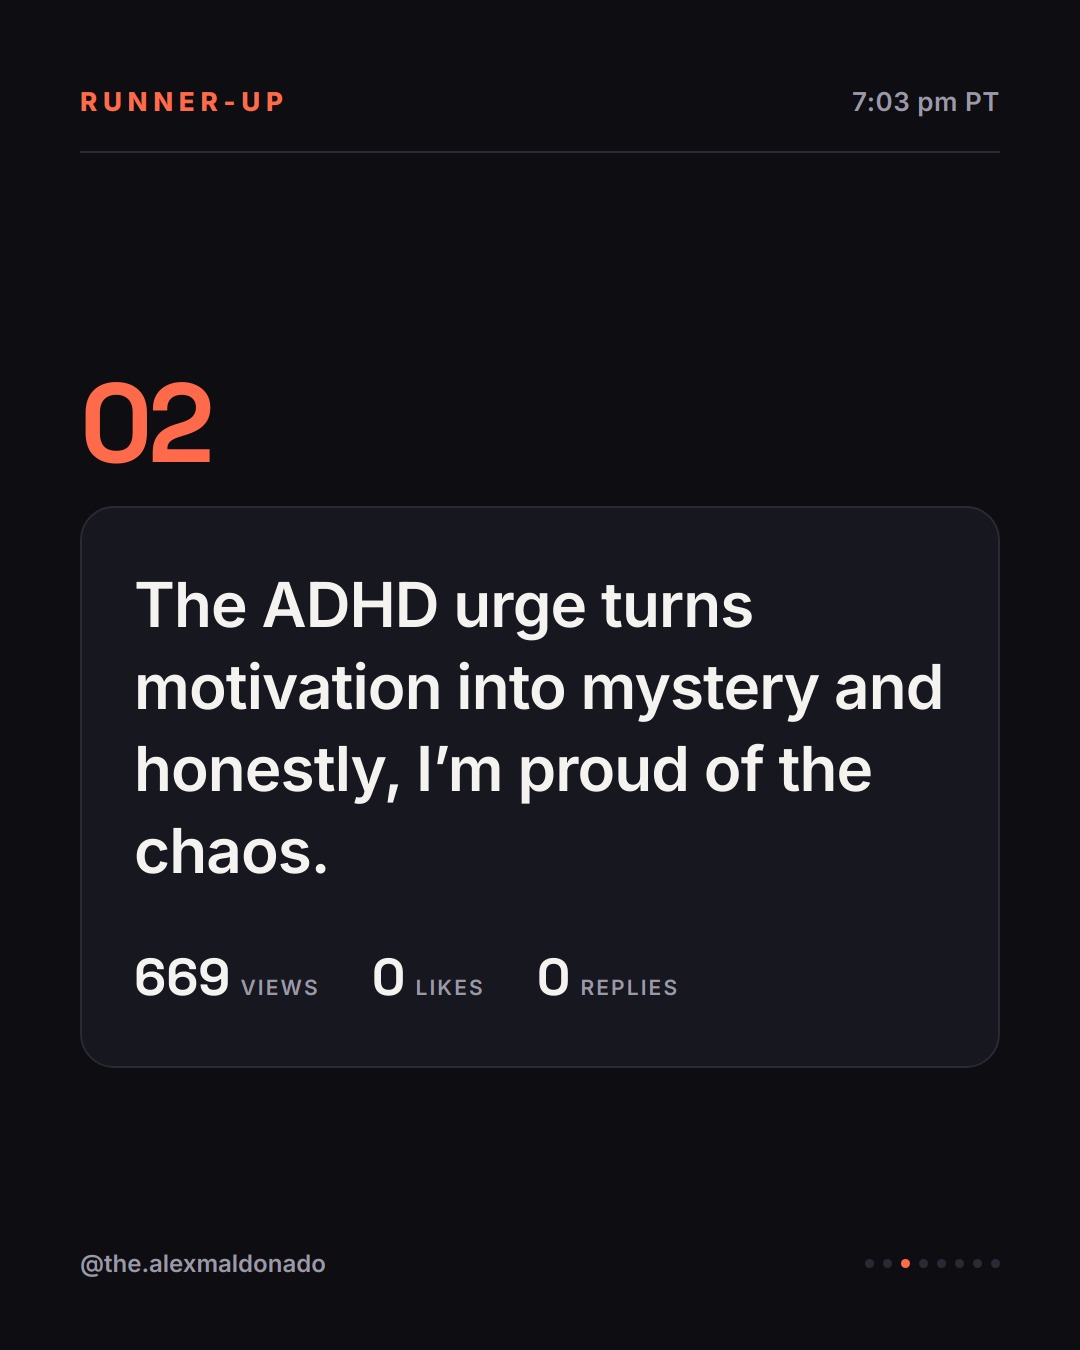 RUNNER-UP
7:03 pm PT
02
The ADHD urge turns
motivation into mystery and
honestly, I’m proud of the
chaos.
669 VIEWS 0 LIKES 0 REPLIES
@the.alexmaldonado